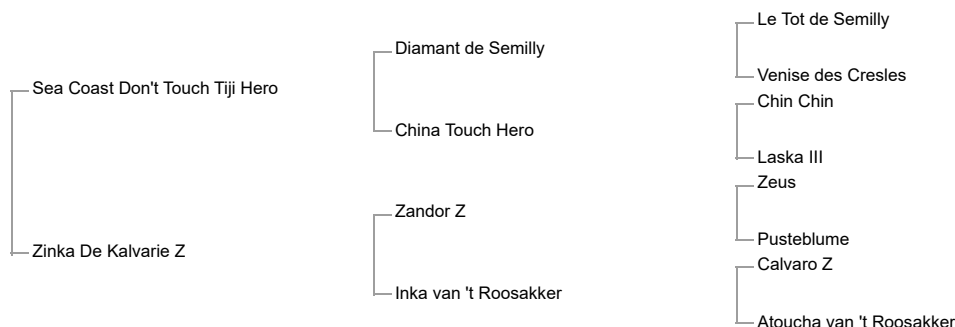 Le Tot de Semilly
Diamant de Semilly
Venise des Cresles
Sea Coast Don't Touch Tiji Hero
Chin Chin
China Touch Hero
Laska III
Zeus
Zandor Z
Pusteblume
Zinka De Kalvarie Z
Calvaro Z
Inka van 't Roosakker
Atoucha van 't Roosakker